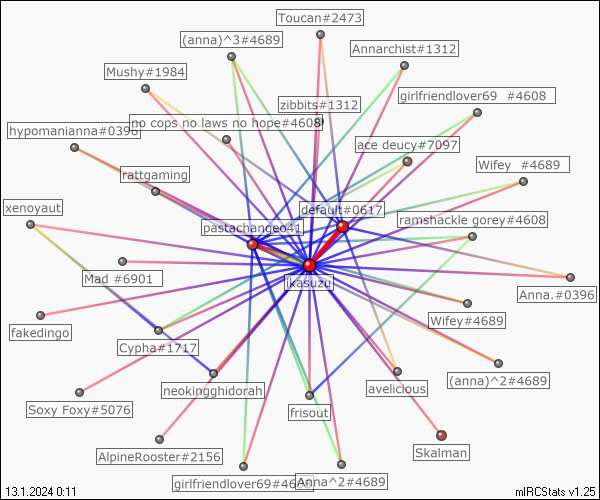 Toucan#2473
(anna)^3#4689
Annarchist#1312
Mushy#1984
girlfriendlover69 #4608
zibbits#1312
no cops no laws no hope#4608
hypomanianna#0396
ace deucy#7097
Wifey #4689
rattgaming
xenoyaut
default#0617
ramshackle gorey#4608
pastachangeo41
ikasuzu
Mad #6901
Anna.#0396
fakedingo
Wifey#4689
Cypha#1717
(anna)^2#4689
neokingghidorah
avelicious
Soxy Foxy#5076
frisout
Skalman
AlpineRooster#2156
girlfriendlover69#4608
Anna^2#4689
13.1.2024 0:11
mIRCStats v1.25